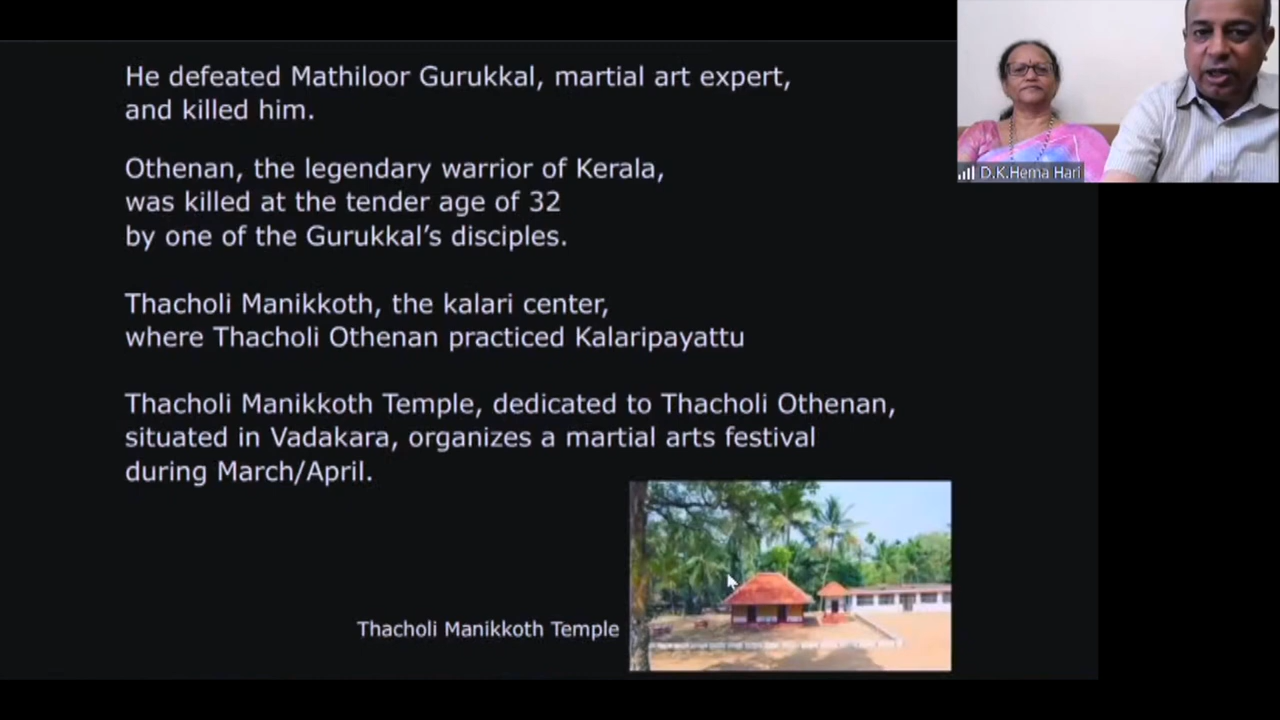 He defeated Mathiloor Gurukkal, martial art expert,
and killed him.
Othenan, the legendary warrior of Kerala,
was killed at the tender age of 32
by one of the Gurukkal’s disciples.
Thacholi Manikkoth, the kalari center,
where Thacholi Othenan practiced Kalaripayattu
Thacholi Manikkoth Temple, dedicated to Thacholi Othenan,
situated in Vadakara, organizes a martial arts festival
during March/April.
Thacholi Manikkoth Temple
D.K.Hema Hari